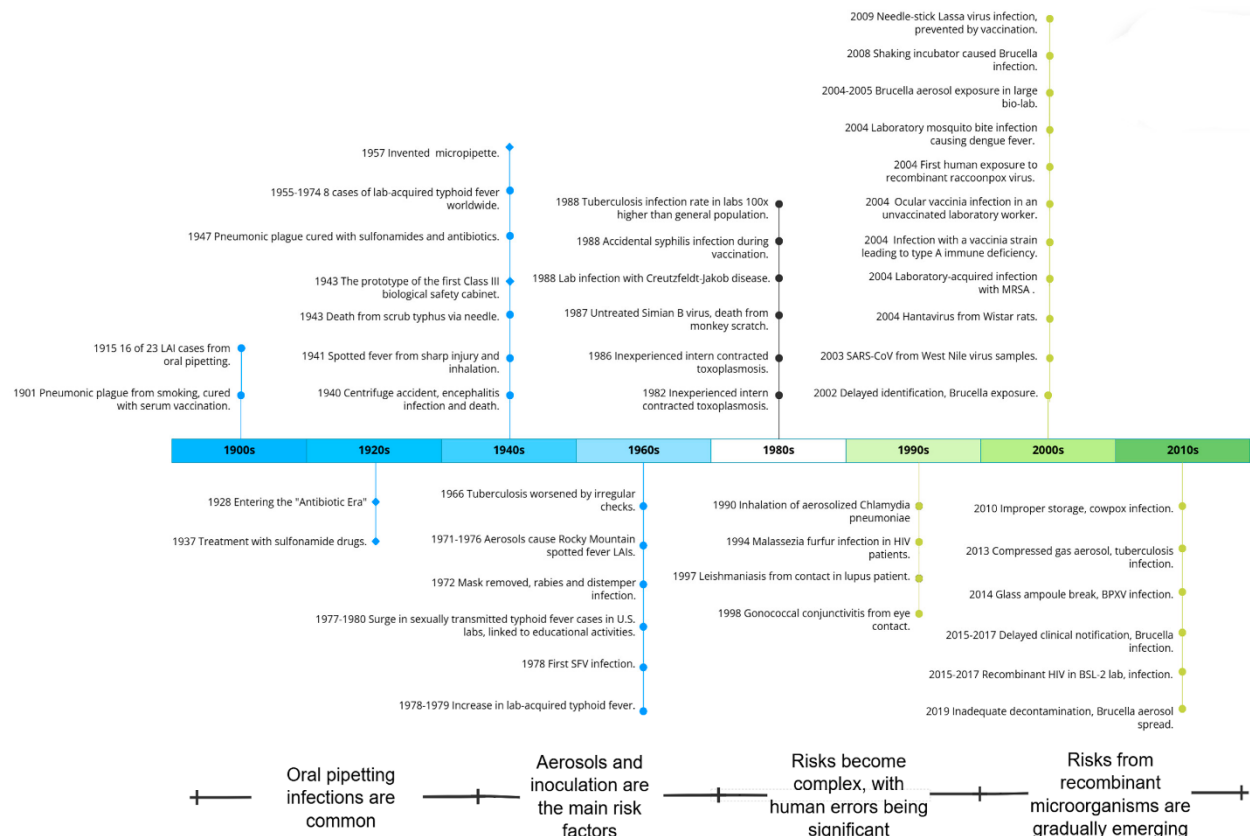 2009 Needle-stick Lassa virus infection,
prevented by vaccination.
2008 Shaking incubator caused Brucella
infection.
2004-2005 Brucella aerosol exposure in large
bio-lab.
2004 Laboratory mosquito bite infection
causing dengue fever.
2004 First human exposure to
recombinant raccoonpox virus.
2004 Ocular vaccinia infection in an
unvaccinated laboratory worker.
2004 Infection with a vaccinia strain
leading to type A immune deficiency.
2004 Laboratory-acquired infection
with MRSA .
2004 Hantavirus from Wistar rats.
2003 SARS-CoV from West Nile virus samples.
2002 Delayed identification, Brucella exposure.
1957 Invented micropipette.
1955-1974 8 cases of lab-acquired typhoid fever
worldwide.
1947 Pneumonic plague cured with sulfonamides and antibiotics.
1943 The prototype of the first Class III
biological safety cabinet.
1943 Death from scrub typhus via needle.
1941 Spotted fever from sharp injury and
inhalation.
1940 Centrifuge accident, encephalitis
infection and death.
1988 Tuberculosis infection rate in labs 100x
higher than general population.
1988 Accidental syphilis infection during
vaccination.
1988 Lab infection with Creutzfeldt-Jakob disease.
1987 Untreated Simian B virus, death from
monkey scratch.
1986 Inexperienced intern contracted
toxoplasmosis.
1982 Inexperienced intern
contracted toxoplasmosis.
1915 16 of 23 LAI cases from
oral pipetting.
1901 Pneumonic plague from smoking, cured
with serum vaccination.
1900s
1920s
1940s
1960s
1980s
1990s
2000s
2010s
1928 Entering the "Antibiotic Era"
1937 Treatment with sulfonamide drugs.
1966 Tuberculosis worsened by irregular
checks.
1971-1976 Aerosols cause Rocky Mountain
spotted fever LAIs.
1972 Mask removed, rabies and distemper
infection.
1977-1980 Surge in sexually transmitted typhoid fever cases in U.S.
labs, linked to educational activities.
1978 First SFV infection.
1978-1979 Increase in lab-acquired typhoid fever.
1990 Inhalation of aerosolized Chlamydia
pneumoniae
1994 Malassezia furfur infection in HIV
patients.
1997 Leishmaniasis from contact in lupus patient.
1998 Gonococcal conjunctivitis from eye
contact.
2010 Improper storage, cowpox infection.
2013 Compressed gas aerosol, tuberculosis
infection.
2014 Glass ampoule break, BPXV infection.
2015-2017 Delayed clinical notification, Brucella
infection.
2015-2017 Recombinant HIV in BSL-2 lab, infection.
2019 Inadequate decontamination, Brucella aerosol
spread.
Oral pipetting
infections are
common
Aerosols and
inoculation are
the main risk
factors
Risks become
complex, with
human errors being
significant
Risks from
recombinant
microorganisms are
gradually emerging